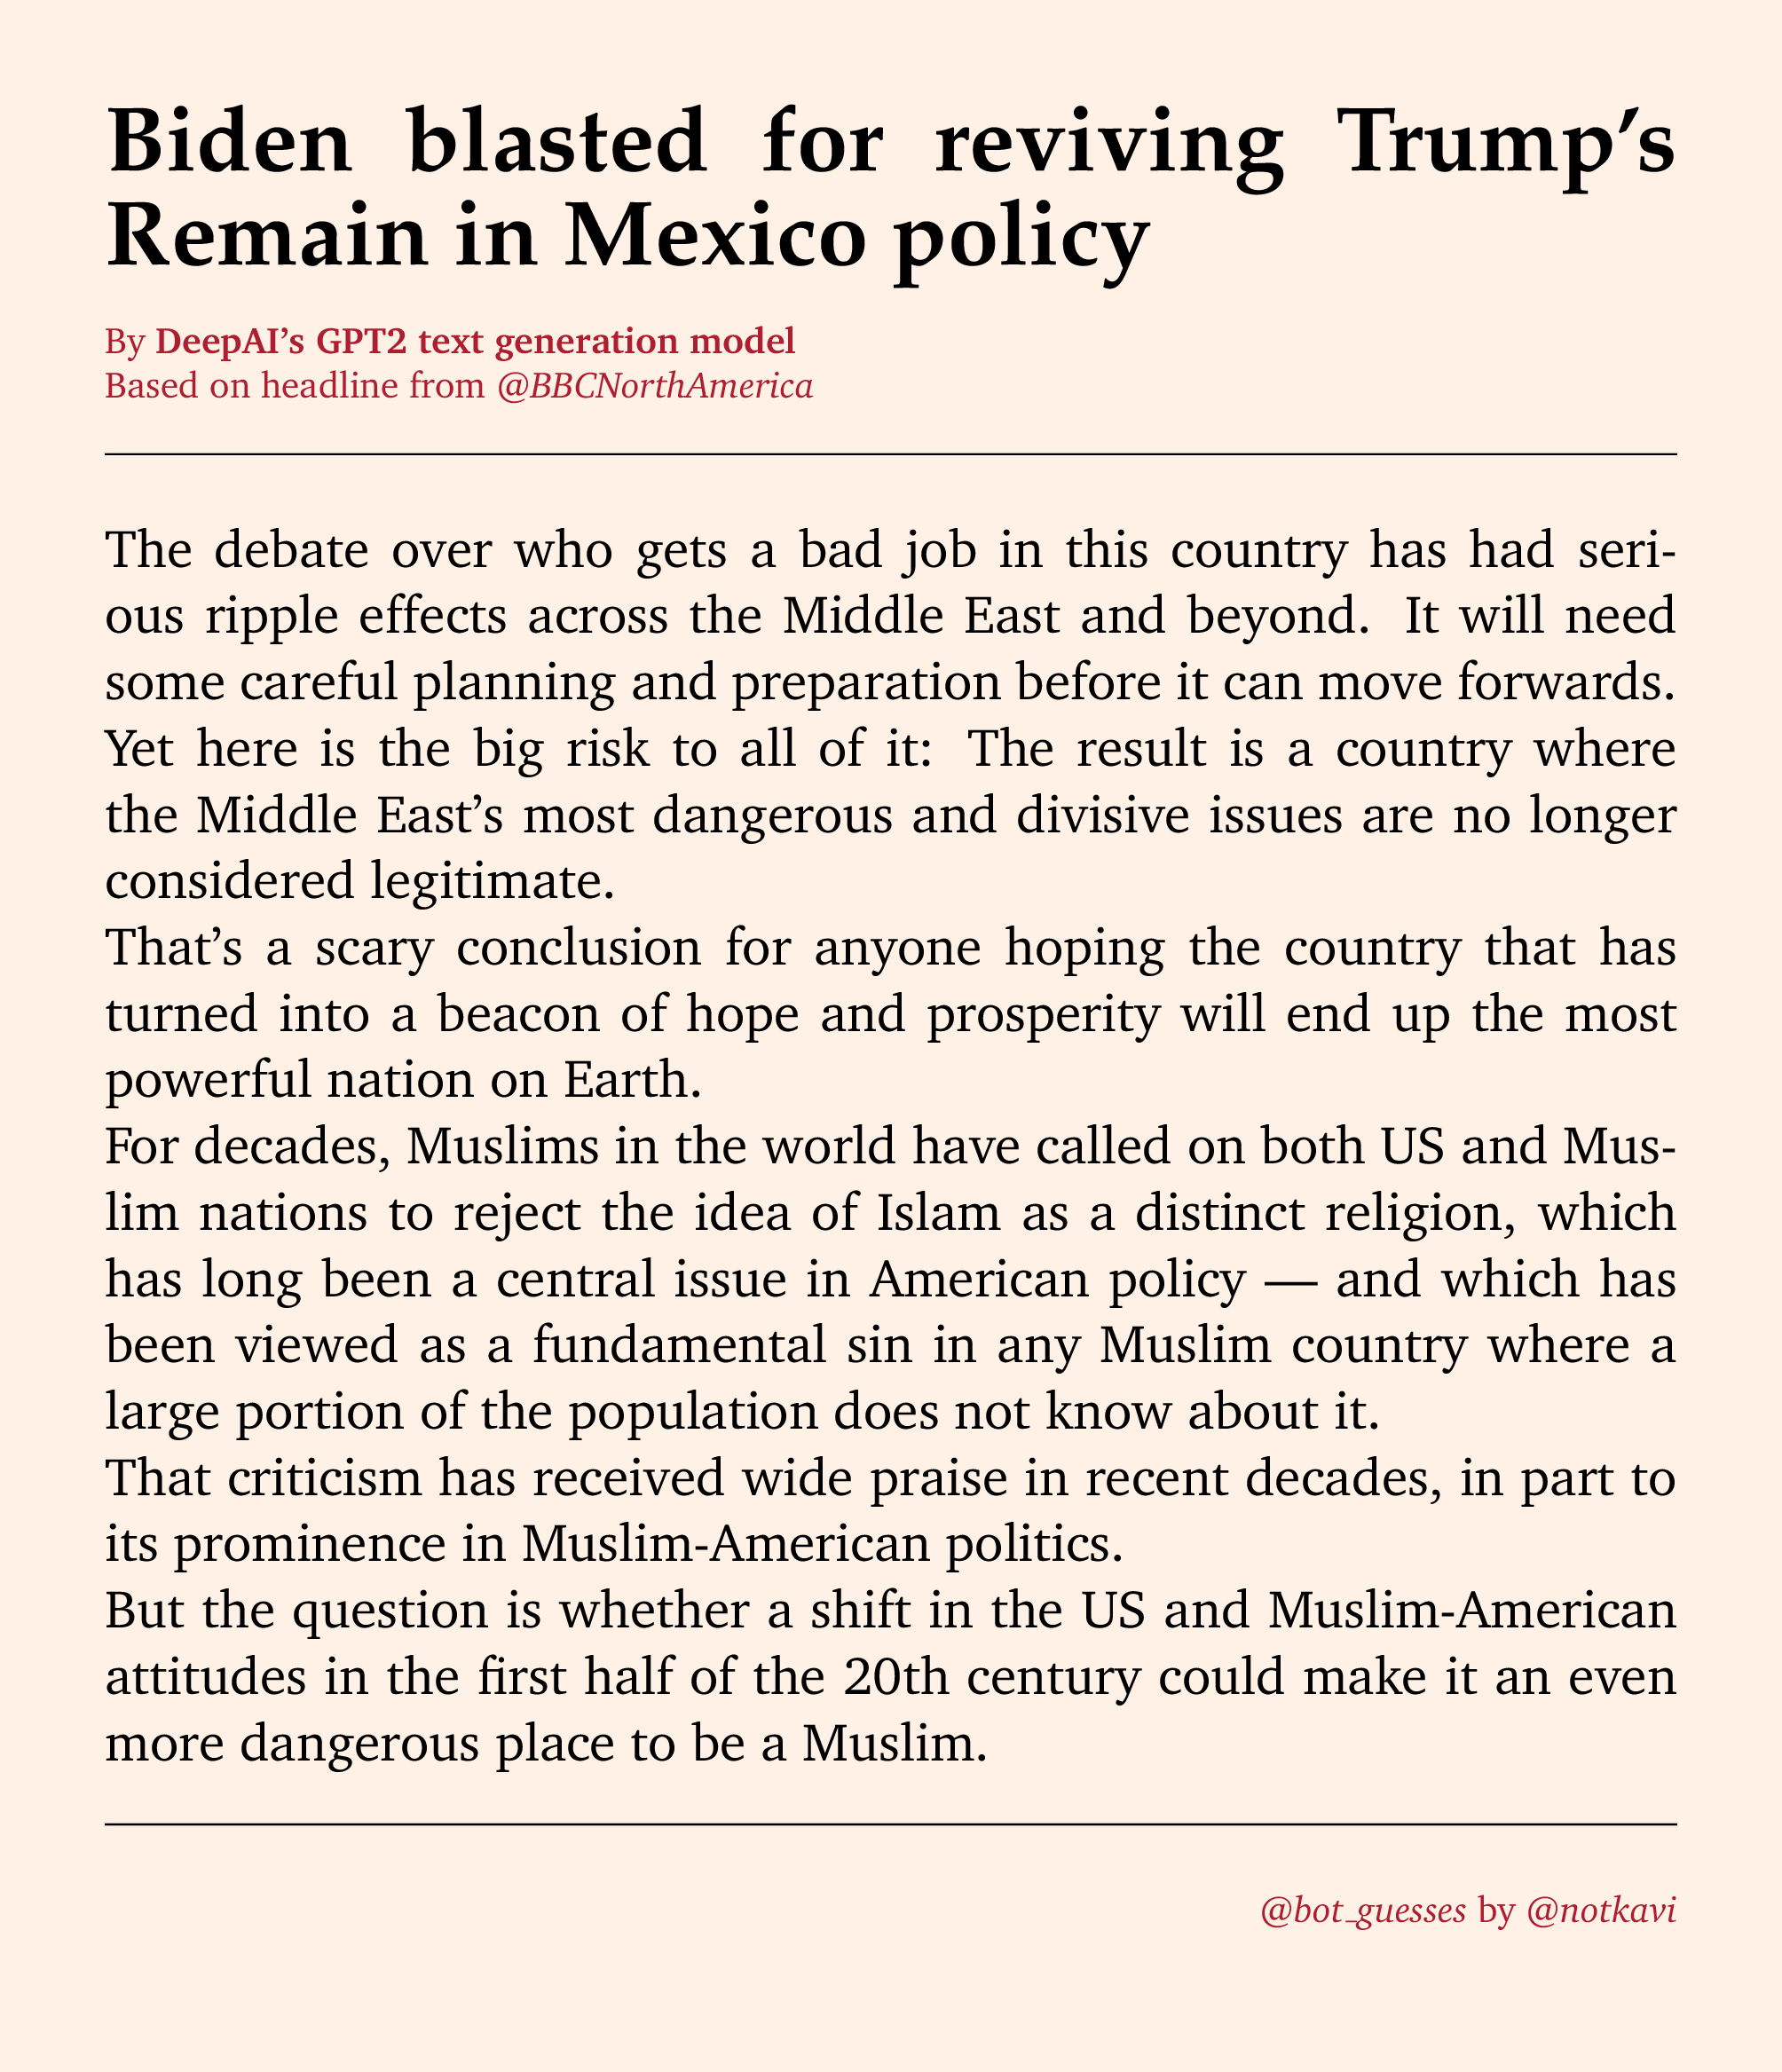 Biden blasted for reviving Trump’s
Remain in Mexico policy
By DeepAI’s GPT2 text generation model
Based on headline from @BBCNorthAmerica
The debate over who gets a bad job in this country has had seri-
ous ripple effects across the Middle East and beyond. It will need
some careful planning and preparation before it can move forwards.
Yet here is the big risk to all of it: The result is a country where
the Middle East’s most dangerous and divisive issues are no longer
considered legitimate.
That’s a scary conclusion for anyone hoping the country that has
turned into a beacon of hope and prosperity will end up the most
powerful nation on Earth.
For decades, Muslims in the world have called on both US and Mus-
lim nations to reject the idea of Islam as a distinct religion, which
has long been a central issue in American policy — and which has
been viewed as a fundamental sin in any Muslim country where a
large portion of the population does not know about it.
That criticism has received wide praise in recent decades, in part to
its prominence in Muslim-American politics.
But the question is whether a shift in the US and Muslim-American
attitudes in the first half of the 20th century could make it an even
more dangerous place to be a Muslim.
@bot_guesses by @notkavi